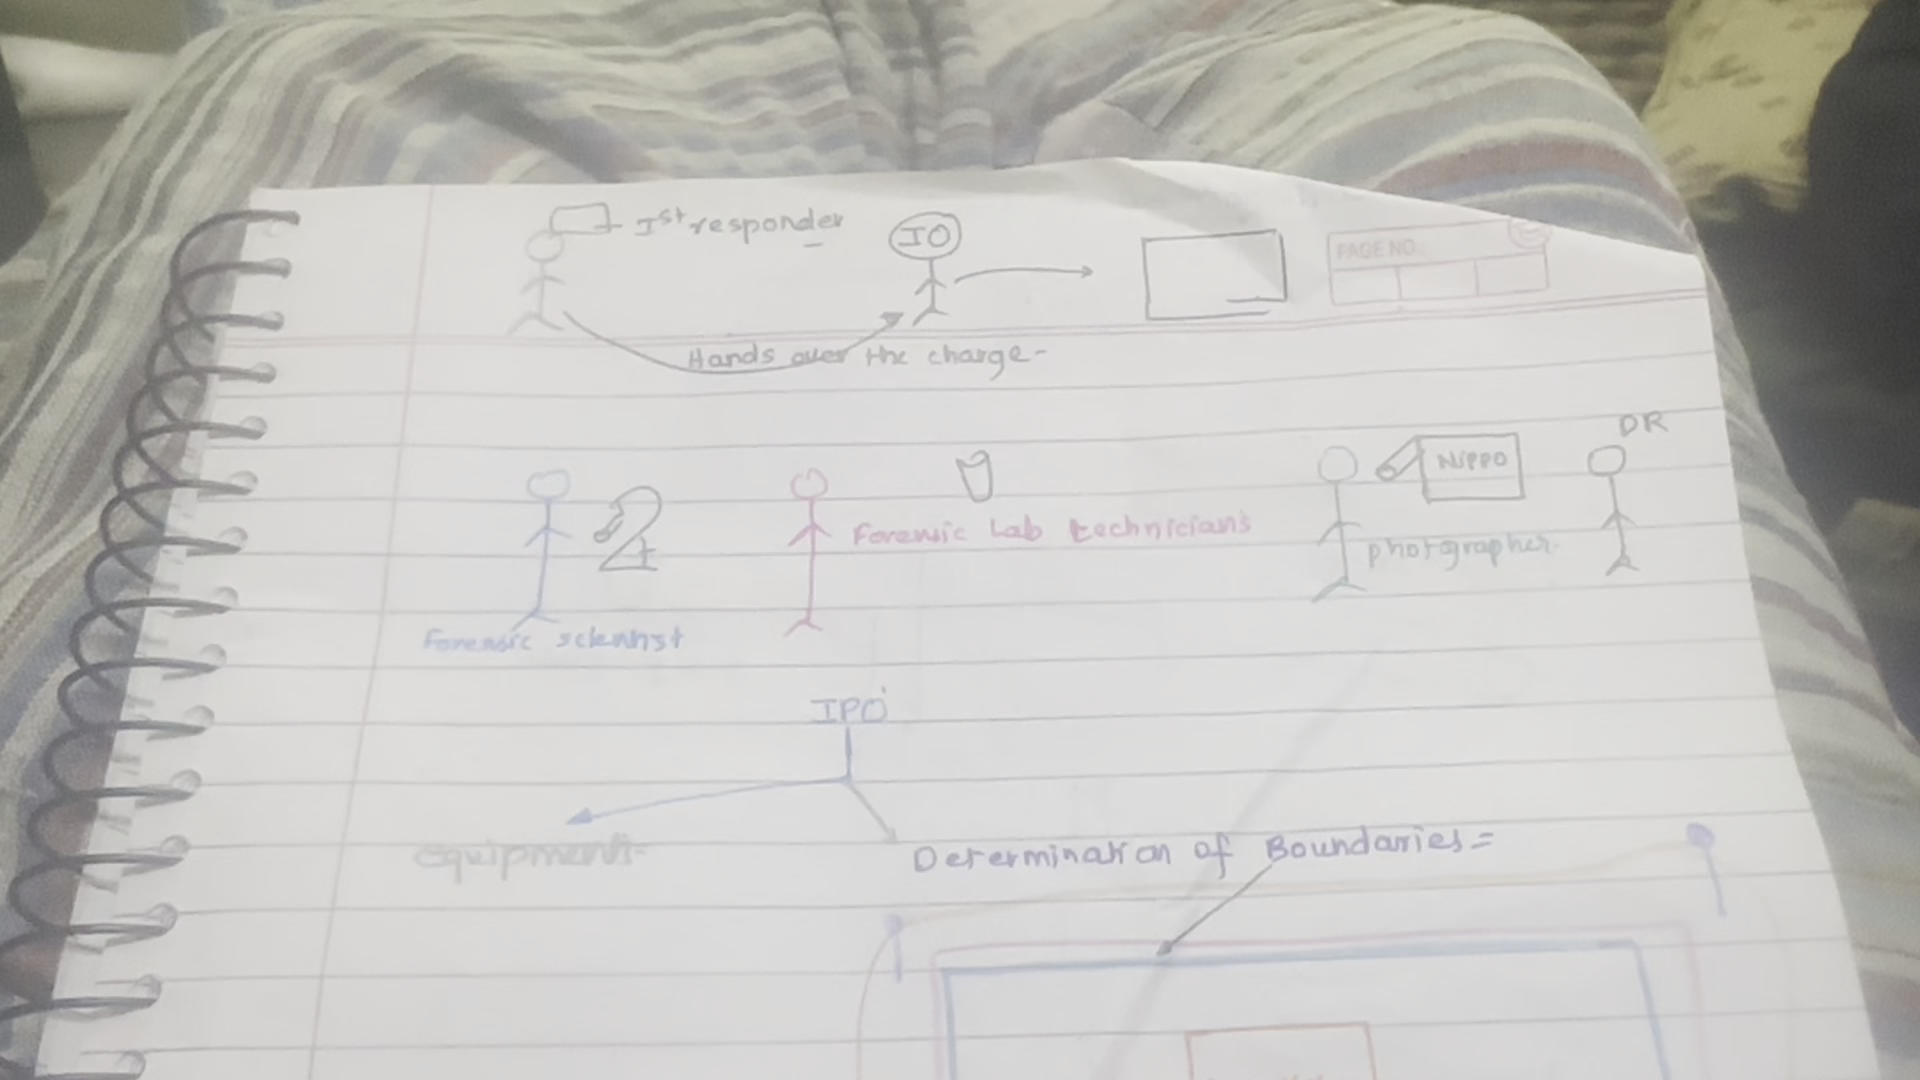 Ist responder
IO
PAGE NO.
Hands over the charge-
DR
NIPPO
Forensic Lab technicians
photographer.
Forensic scientist
IPO
equipment-
Determination of Boundaries=